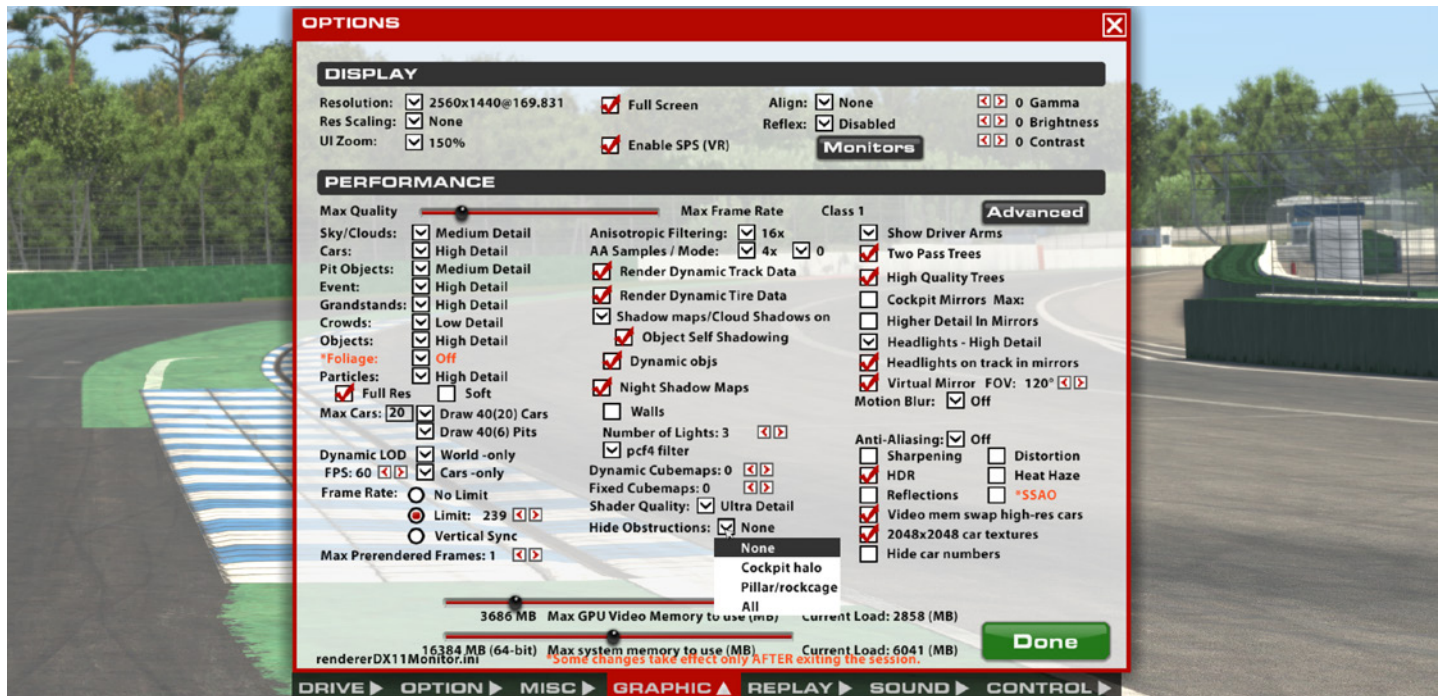 OPTIONS
DISPLAY
Resolution: 2560x1440@169.831 Full Screen Align: None 0 Gamma
Res Scaling: None Reflex: Disabled 0 Brightness
UI Zoom: 150% Enable SPS (VR) Monitors 0 Contrast
PERFORMANCE
Max Quality Max Frame Rate Class 1 Advanced
Sky/Clouds: Medium Detail Anisotropic Filtering: 16x Show Driver Arms
Cars: High Detail AA Samples / Mode: 4x 0 Two Pass Trees
Pit Objects: Medium Detail Render Dynamic Track Data High Quality Trees
Event: High Detail Render Dynamic Tire Data Cockpit Mirrors Max:
Grandstands: High Detail Shadow maps/Cloud Shadows on Higher Detail In Mirrors
Crowds: Low Detail Object Self Shadowing Headlights - High Detail
Objects: High Detail Dynamic objs Headlights on track in mirrors
*Foliage: Off Night Shadow Maps Virtual Mirror FOV: 120°
Particles: High Detail Walls Motion Blur: Off
Full Res Soft Number of Lights: 3 Anti-Aliasing: Off
Max Cars: 20 Draw 40(20) Cars pcf4 filter Sharpening Distortion
Draw 40(6) Pits Dynamic Cubemaps: 0 HDR Heat Haze
Dynamic LOD World -only Fixed Cubemaps: 0 Reflections *SSAO
FPS: 60 Cars -only Shader Quality: Ultra Detail Video mem swap high-res cars
Frame Rate: No Limit Hide Obstructions: None 2048x2048 car textures
Limit: 239 None Hide car numbers
Vertical Sync Cockpit halo
Max Prerendered Frames: 1 Pillar/rockcage
All
3686 MB Max GPU Video Memory to use (MB) Current Load: 2858 (MB)
16384 MB (64-bit) Max system memory to use (MB) Current Load: 6041 (MB) Done
rendererDX11Monitor.ini *Some changes take effect only AFTER exiting the session.
DRIVE OPTION MISC GRAPHIC REPLAY SOUND CONTROL